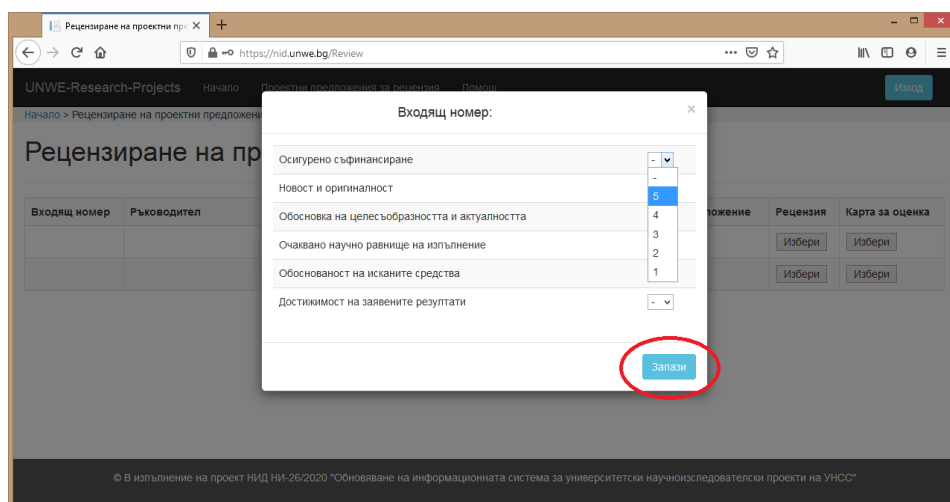 Рецензиране на проектни пре
https://nid.unwe.bg/Review
UNWE-Research-Projects Начало Проектни предложения за рецензия Помощ Изход
Начало > Рецензиране на проектни предложени
Рецензиране на пр
Входящ номер:
Осигурено съфинансиране -
Новост и оригиналност
Обосновка на целесъобразността и актуалността
Очаквано научно равнище на изпълнение
Обоснованост на исканите средства
Достижимост на заявените резултати -
-
5
4
3
2
1
Запази
Входящ номер Ръководител ложение Рецензия Карта за оценка
Избери Избери
Избери Избери
© В изпълнение на проект НИД НИ-26/2020 "Обновяване на информационната система за университетски научноизследователски проекти на УНСС"